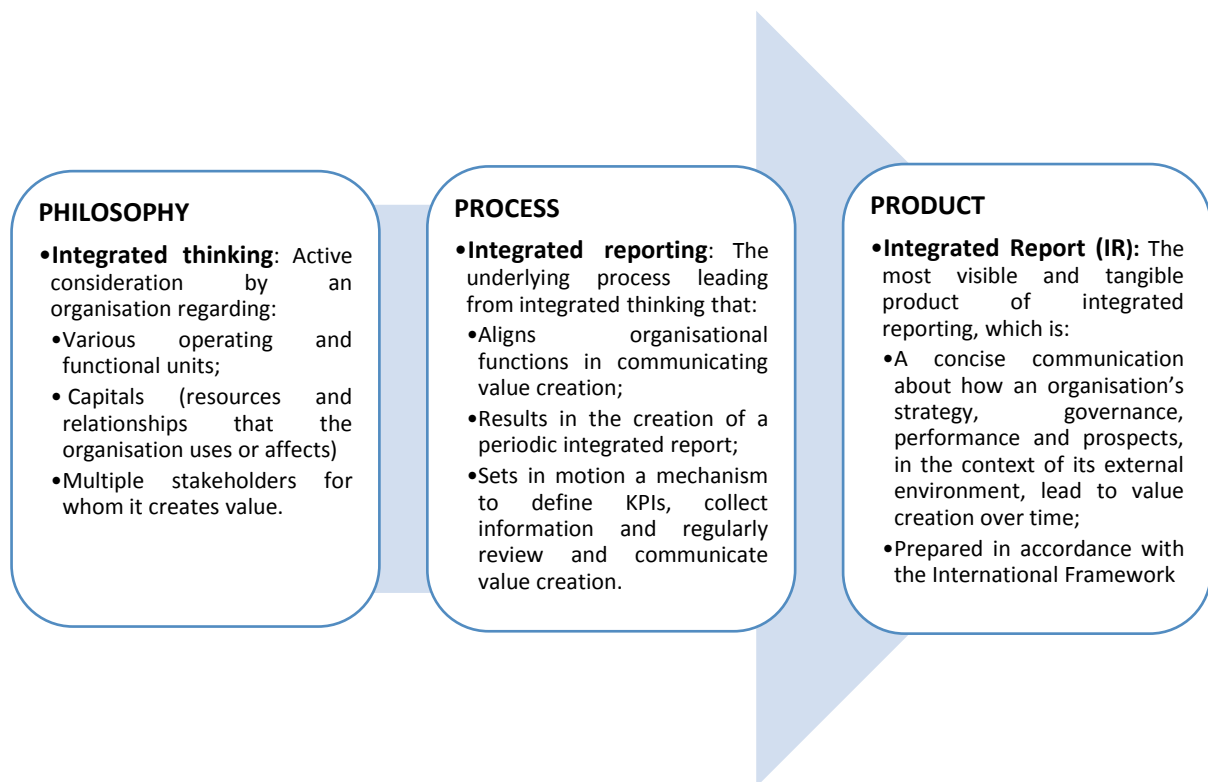 PHILOSOPHY
•Integrated thinking: Active
consideration by an
organisation regarding:
•Various operating and
functional units;
• Capitals (resources and
relationships that the
organisation uses or affects)
•Multiple stakeholders for
whom it creates value.
PROCESS
•Integrated reporting: The
underlying process leading
from integrated thinking that:
•Aligns organisational
functions in communicating
value creation;
•Results in the creation of a
periodic integrated report;
•Sets in motion a mechanism
to define KPIs, collect
information and regularly
review and communicate
value creation.
PRODUCT
•Integrated Report (IR): The
most visible and tangible
product of integrated
reporting, which is:
•A concise communication
about how an organisation’s
strategy, governance,
performance and prospects,
in the context of its external
environment, lead to value
creation over time;
•Prepared in accordance with
the International Framework